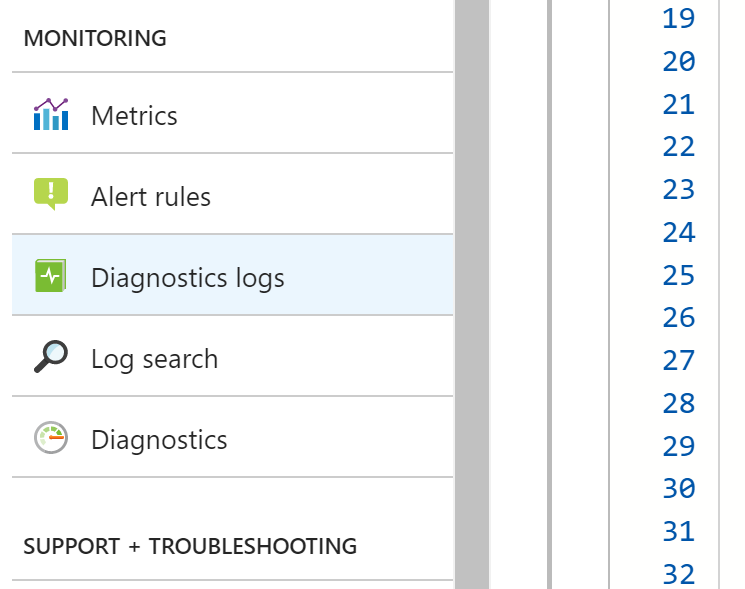 MONITORING
Metrics
Alert rules
Diagnostics logs
Log search
Diagnostics
SUPPORT + TROUBLESHOOTING
19
20
21
22
23
24
25
26
27
28
29
30
31
32